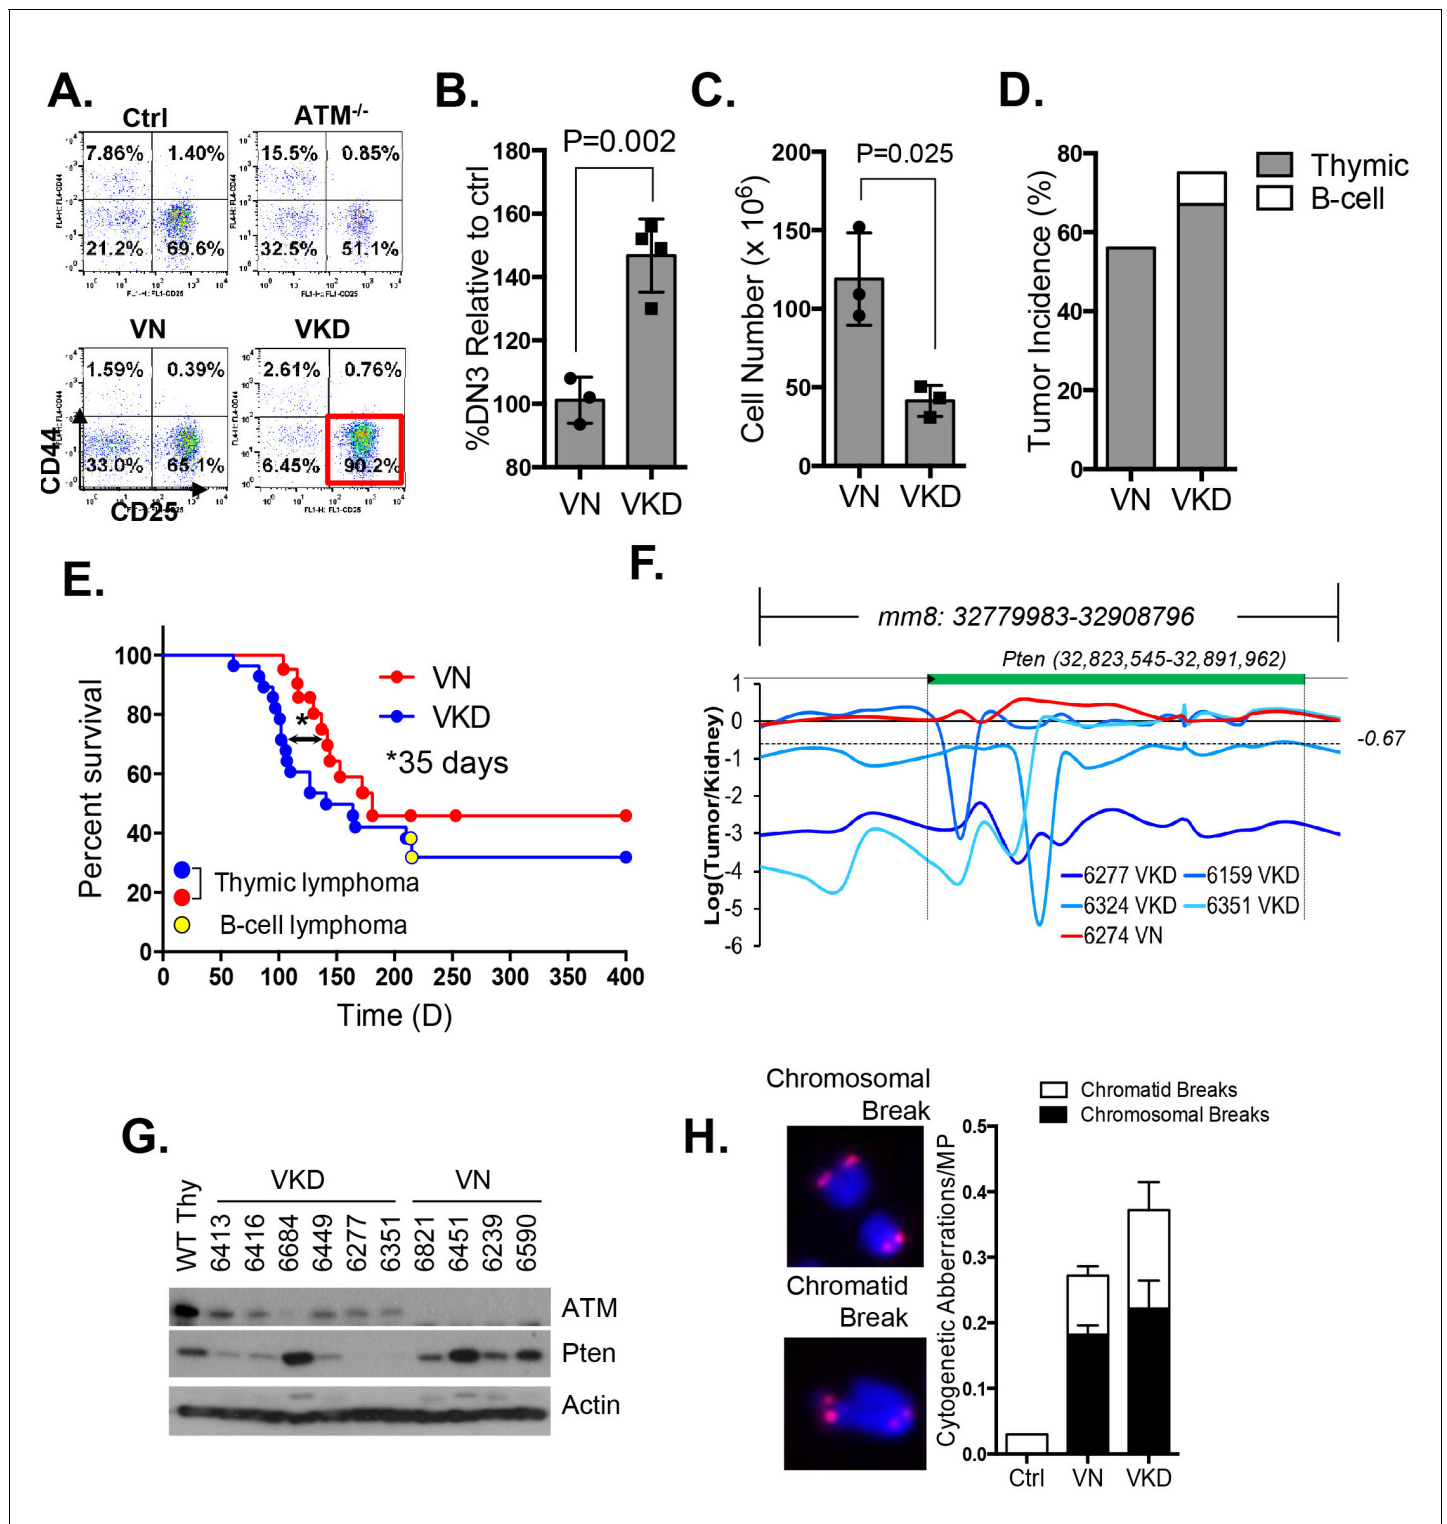 A.
Ctrl
ATM-/-
7.86% 1.40%
21.2% 69.6%
15.5% 0.85%
32.5% 51.1%
FL1-H: FL1-CD25
FL1-H: FL1-CD25
VN
VKD
1.59% 0.39%
33.0% 65.1%
2.61% 0.76%
6.45% 90.2%
CD44
CD25
FL1-H: FL1-CD25
B.
P=0.002
%DN3 Relative to ctrl
180
160
140
120
100
80
VN VKD
C.
P=0.025
Cell Number (x 10⁶)
200
150
100
50
0
VN VKD
D.
Tumor Incidence (%)
80
60
40
20
0
VN VKD
Thymic
B-cell
E.
Percent survival
100
80
60
40
20
0
VN
VKD
*
*35 days
Thymic lymphoma
B-cell lymphoma
0 50 100 150 200 250 300 350 400
Time (D)
F.
mm8: 32779983-32908796
Pten (32,823,545-32,891,962)
Log(Tumor/Kidney)
1
0
-1
-2
-3
-4
-5
-6
-0.67
6277 VKD 6159 VKD
6324 VKD 6351 VKD
6274 VN
G.
VKD VN
WT Thy 6413 6416 6684 6449 6277 6351 6821 6451 6239 6590
ATM
Pten
Actin
H.
Chromosomal
Break
Chromatid
Break
Chromatid Breaks
Chromosomal Breaks
Cytogenetic Abberrations/MP
0.5
0.4
0.3
0.2
0.1
0.0
Ctrl VN VKD